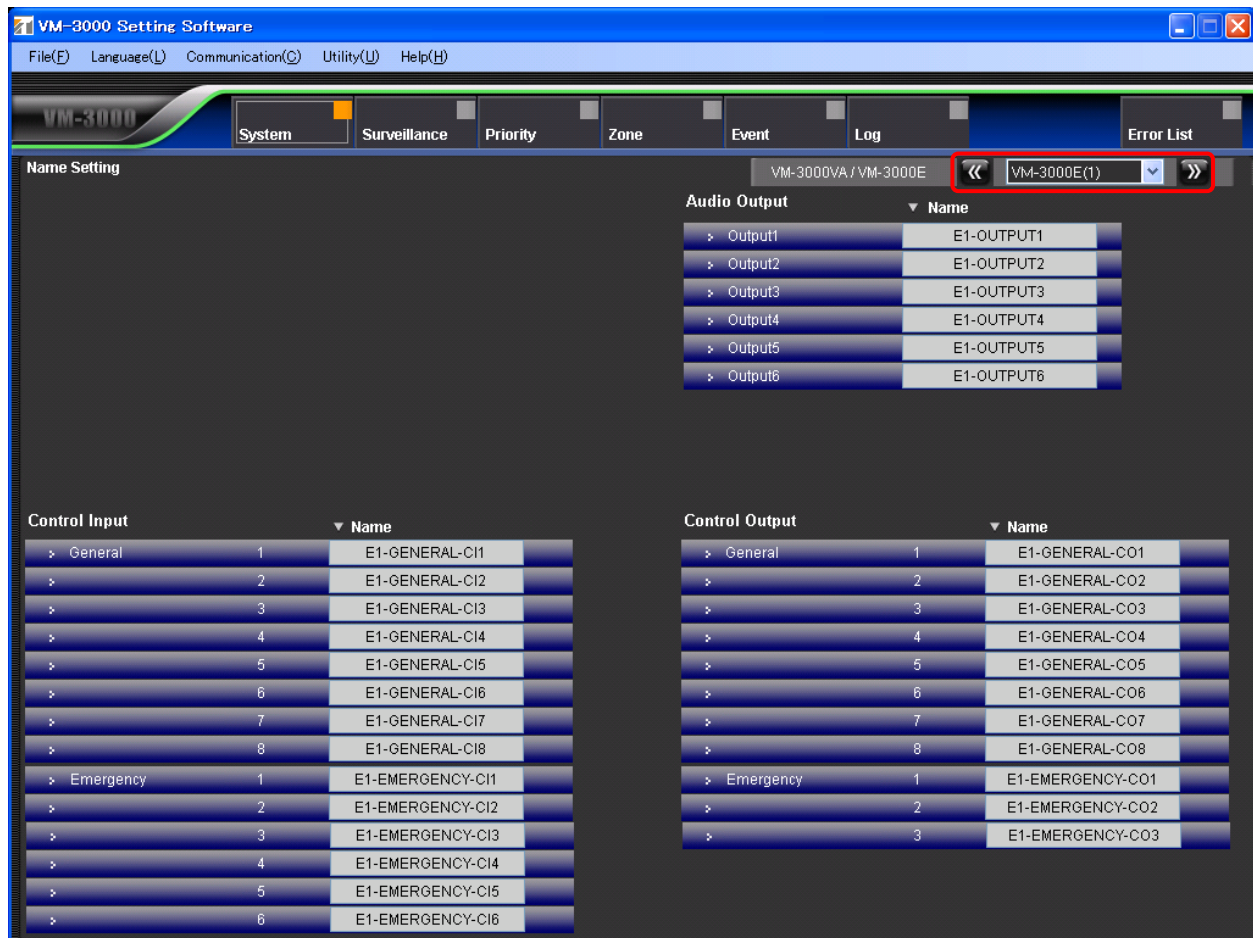 VM-3000 Setting Software
File(F) Language(L) Communication(C) Utility(U) Help(H)
VM-3000
System Surveillance Priority Zone Event Log Error List
Name Setting
VM-3000VA / VM-3000E VM-3000E(1)
Audio Output ▼ Name
Output1 E1-OUTPUT1
Output2 E1-OUTPUT2
Output3 E1-OUTPUT3
Output4 E1-OUTPUT4
Output5 E1-OUTPUT5
Output6 E1-OUTPUT6
Control Input ▼ Name
General 1 E1-GENERAL-CI1
2 E1-GENERAL-CI2
3 E1-GENERAL-CI3
4 E1-GENERAL-CI4
5 E1-GENERAL-CI5
6 E1-GENERAL-CI6
7 E1-GENERAL-CI7
8 E1-GENERAL-CI8
Emergency 1 E1-EMERGENCY-CI1
2 E1-EMERGENCY-CI2
3 E1-EMERGENCY-CI3
4 E1-EMERGENCY-CI4
5 E1-EMERGENCY-CI5
6 E1-EMERGENCY-CI6
Control Output ▼ Name
General 1 E1-GENERAL-CO1
2 E1-GENERAL-CO2
3 E1-GENERAL-CO3
4 E1-GENERAL-CO4
5 E1-GENERAL-CO5
6 E1-GENERAL-CO6
7 E1-GENERAL-CO7
8 E1-GENERAL-CO8
Emergency 1 E1-EMERGENCY-CO1
2 E1-EMERGENCY-CO2
3 E1-EMERGENCY-CO3